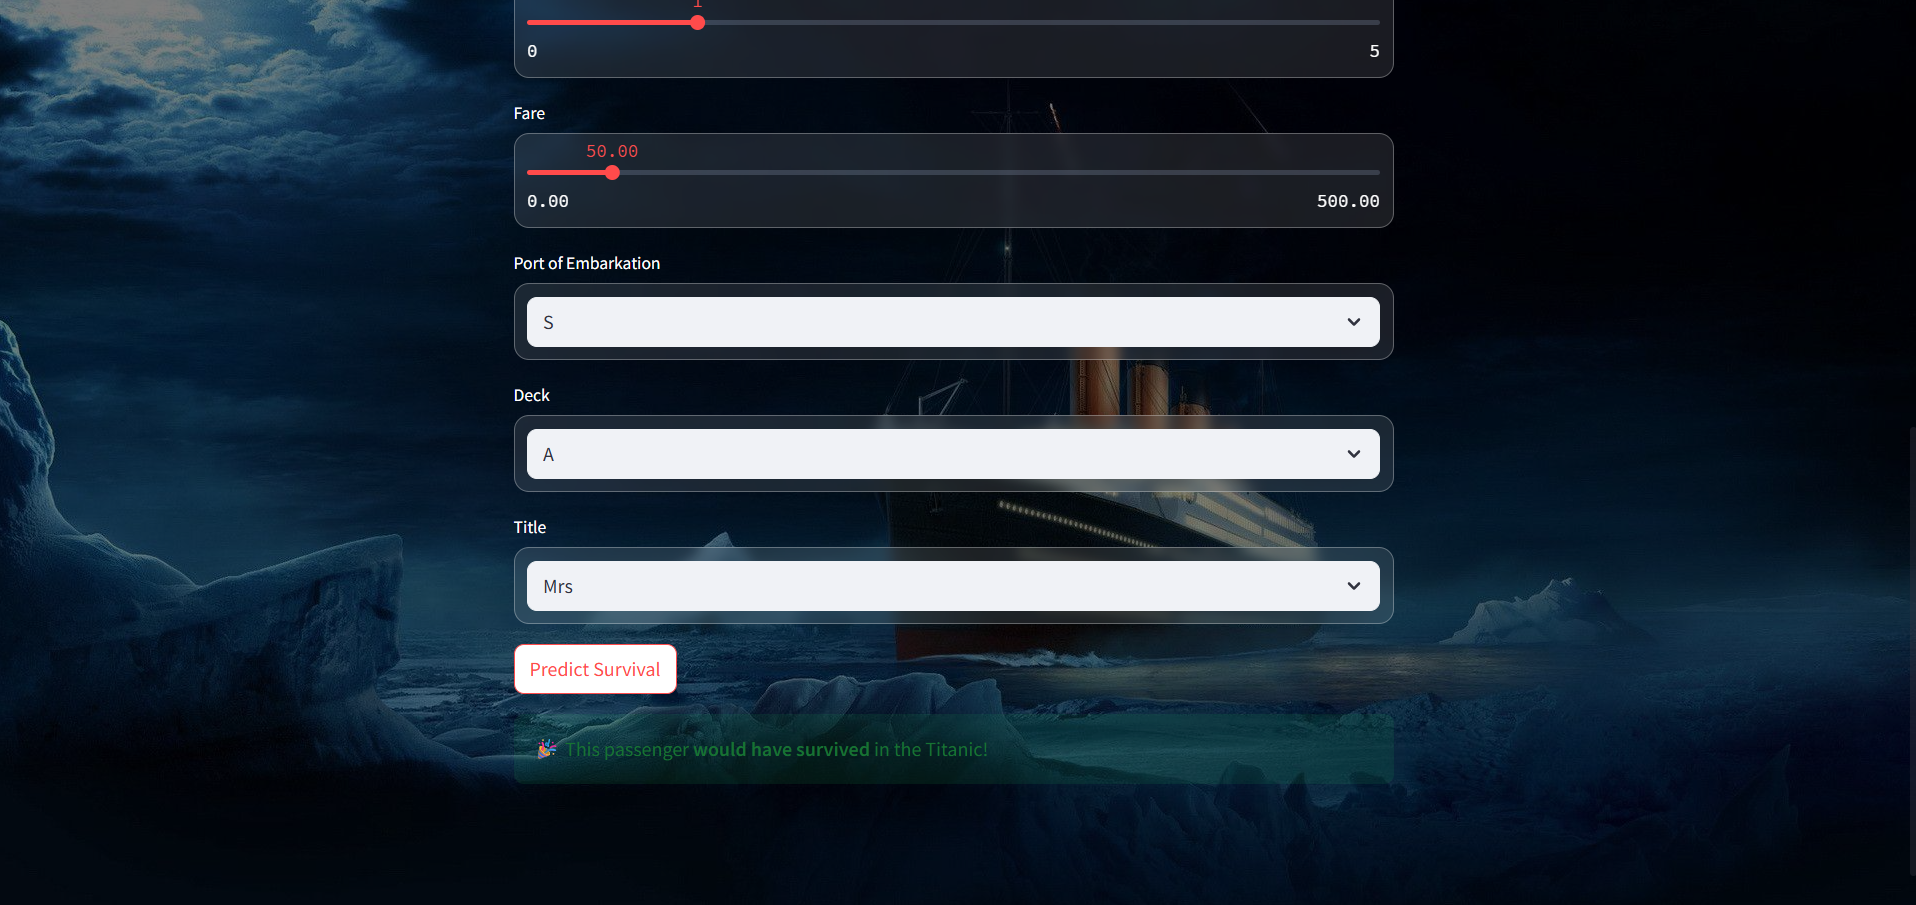 1
0 5
Fare
50.00
0.00 500.00
Port of Embarkation
S
Deck
A
Title
Mrs
Predict Survival
🎉 This passenger would have survived in the Titanic!